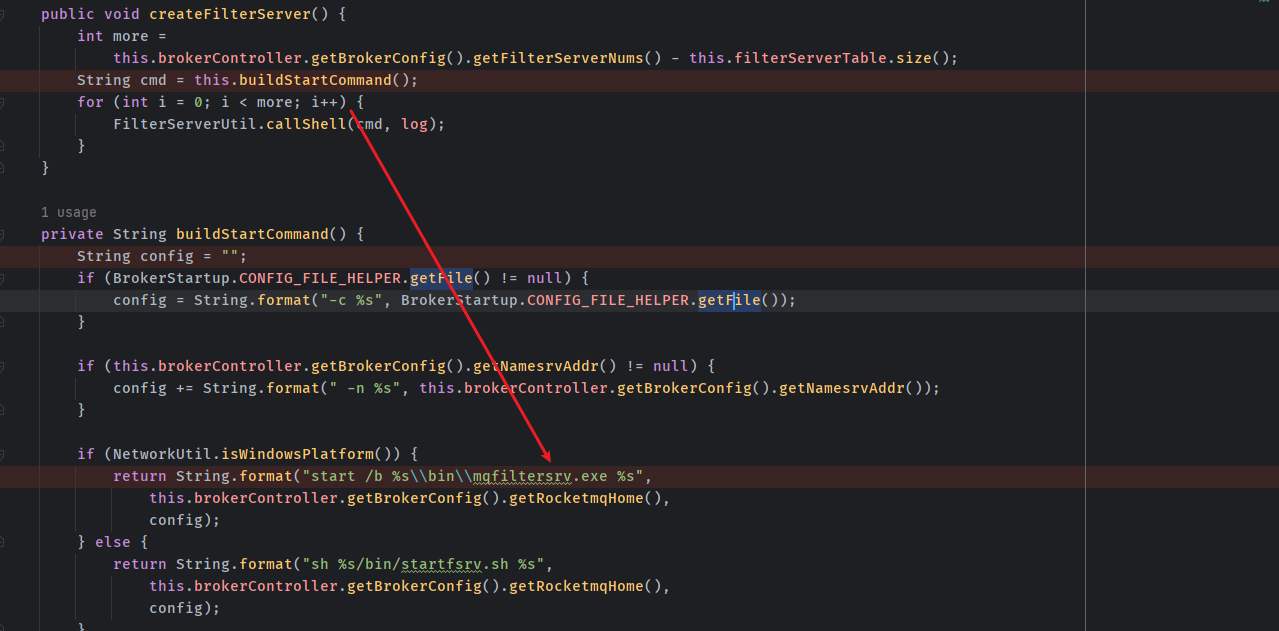 public void createFilterServer() {
    int more =
        this.brokerController.getBrokerConfig().getFilterServerNums() - this.filterServerTable.size();
    String cmd = this.buildStartCommand();
    for (int i = 0; i < more; i++) {
        FilterServerUtil.callShell(cmd, log);
    }
}
1 usage
private String buildStartCommand() {
    String config = "";
    if (BrokerStartup.CONFIG_FILE_HELPER.getFile() != null) {
        config = String.format("-c %s", BrokerStartup.CONFIG_FILE_HELPER.getFile());
    }
    if (this.brokerController.getBrokerConfig().getNamesrvAddr() != null) {
        config += String.format(" -n %s", this.brokerController.getBrokerConfig().getNamesrvAddr());
    }
    if (NetworkUtil.isWindowsPlatform()) {
        return String.format("start /b %s\\bin\\mqfiltersrv.exe %s",
            this.brokerController.getBrokerConfig().getRocketmqHome(),
            config);
    } else {
        return String.format("sh %s/bin/startfsrv.sh %s",
            this.brokerController.getBrokerConfig().getRocketmqHome(),
            config);
    }